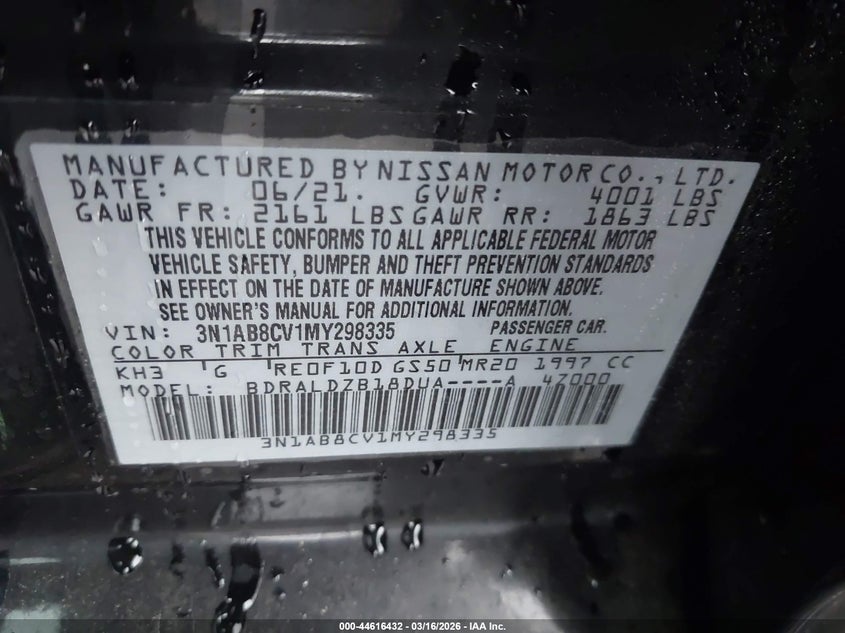 MANUFACTURED BY NISSAN MOTOR CO., LTD.
DATE: 06/21. GVWR: 4001 LBS
GAWR FR: 2161 LBS GAWR RR: 1863 LBS
THIS VEHICLE CONFORMS TO ALL APPLICABLE FEDERAL MOTOR
VEHICLE SAFETY, BUMPER AND THEFT PREVENTION STANDARDS
IN EFFECT ON THE DATE OF MANUFACTURE SHOWN ABOVE.
SEE OWNER'S MANUAL FOR ADDITIONAL INFORMATION.
VIN: 3N1AB8CV1MY298335 PASSENGER CAR.
COLOR TRIM TRANS AXLE ENGINE
KH3 G RE0F10D GS50 MR20 1997 CC
MODEL: BDRALDZB18DUA----A 4Z000
3N1AB8CV1MY298335
000-44616432 - 03/16/2026 - IAA Inc.